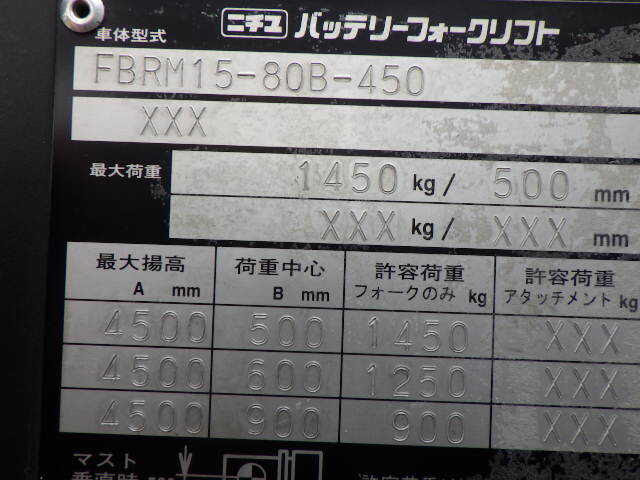 ニチユ バッテリーフォークリフト
車体型式
FBRM15-80B-450
XXX
最大荷重 1450 kg/ 500 mm
XXX kg/ XXX mm
最大揚高 荷重中心 許容荷重 許容荷重
A mm B mm フォークのみ kg アタッチメント kg
4500 500 1450 XXX
4500 600 1250 XXX
4500 900 900 XXX
マスト